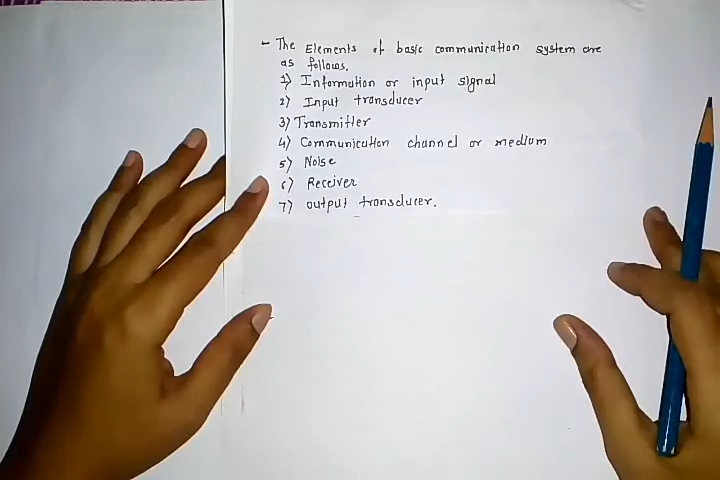 - The Elements of basic communication system are
as follows.
1) Information or input signal
2) Input transducer
3) Transmitter
4) Communication channel or medium
5) Noise
6) Receiver
7) output transducer.